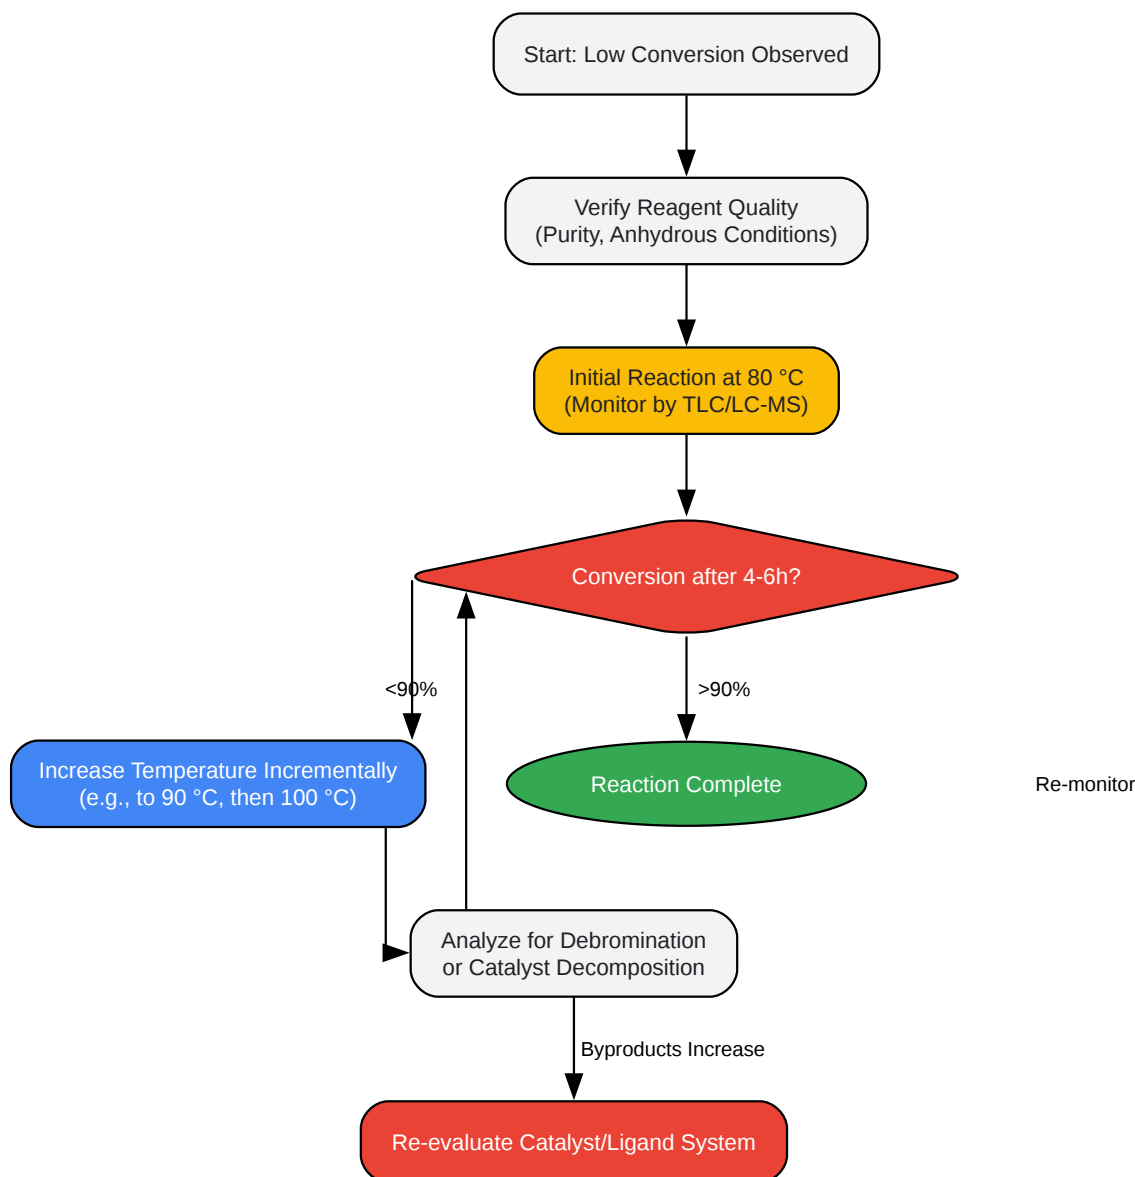 Start: Low Conversion Observed
Verify Reagent Quality
(Purity, Anhydrous Conditions)
Initial Reaction at 80 °C
(Monitor by TLC/LC-MS)
Conversion after 4-6h?
<90%
>90%
Increase Temperature Incrementally
(e.g., to 90 °C, then 100 °C)
Reaction Complete
Re-monitor
Analyze for Debromination
or Catalyst Decomposition
Byproducts Increase
Re-evaluate Catalyst/Ligand System